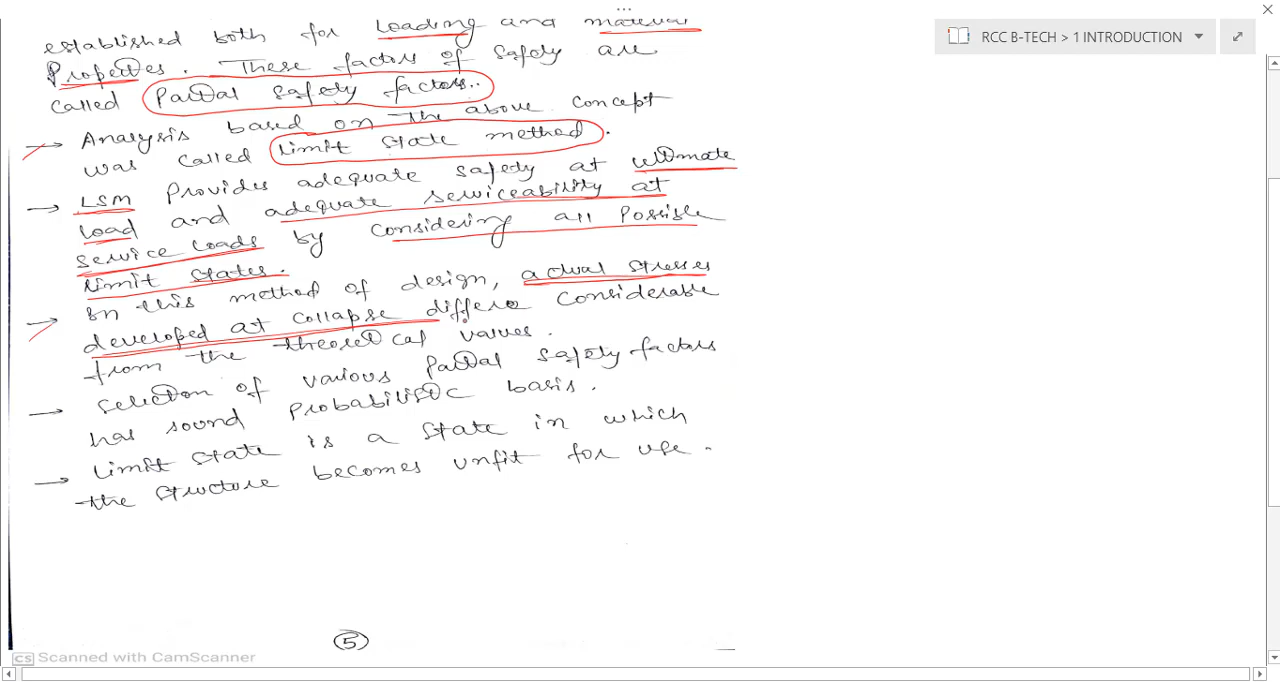 ...
RCC B-TECH > 1 INTRODUCTION
established both for Loading and material
Properties. These factors of safety are
called Partial safety factors..
→ Analysis based on the above concept
was called Limit state method.
→ LSM Provides adequate safety at ultimate
load and adequate serviceability at
service loads by considering all Possible
limit states.
→ In this method of design, actual stresses
developed at collapse differe considerable
from the theoretical values.
→ Selection of various Partial safety factors
has sound Probabilistic basis.
→ Limit state is a state in which
the structure becomes unfit for use.
5
CS Scanned with CamScanner